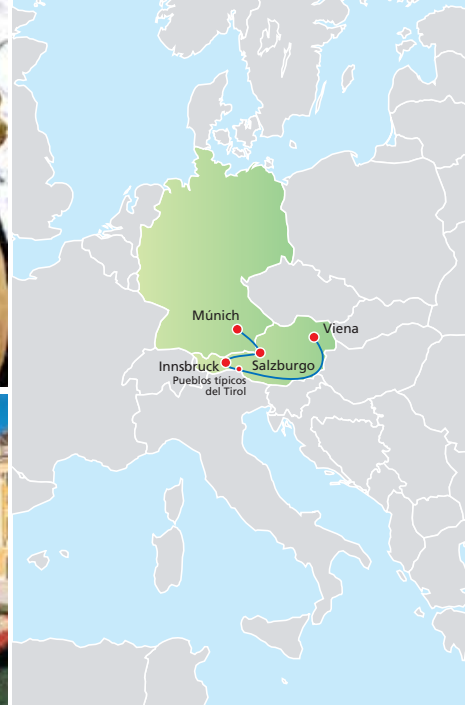 Múnich
Viena
Innsbruck
Salzburgo
Pueblos típicos
del Tirol